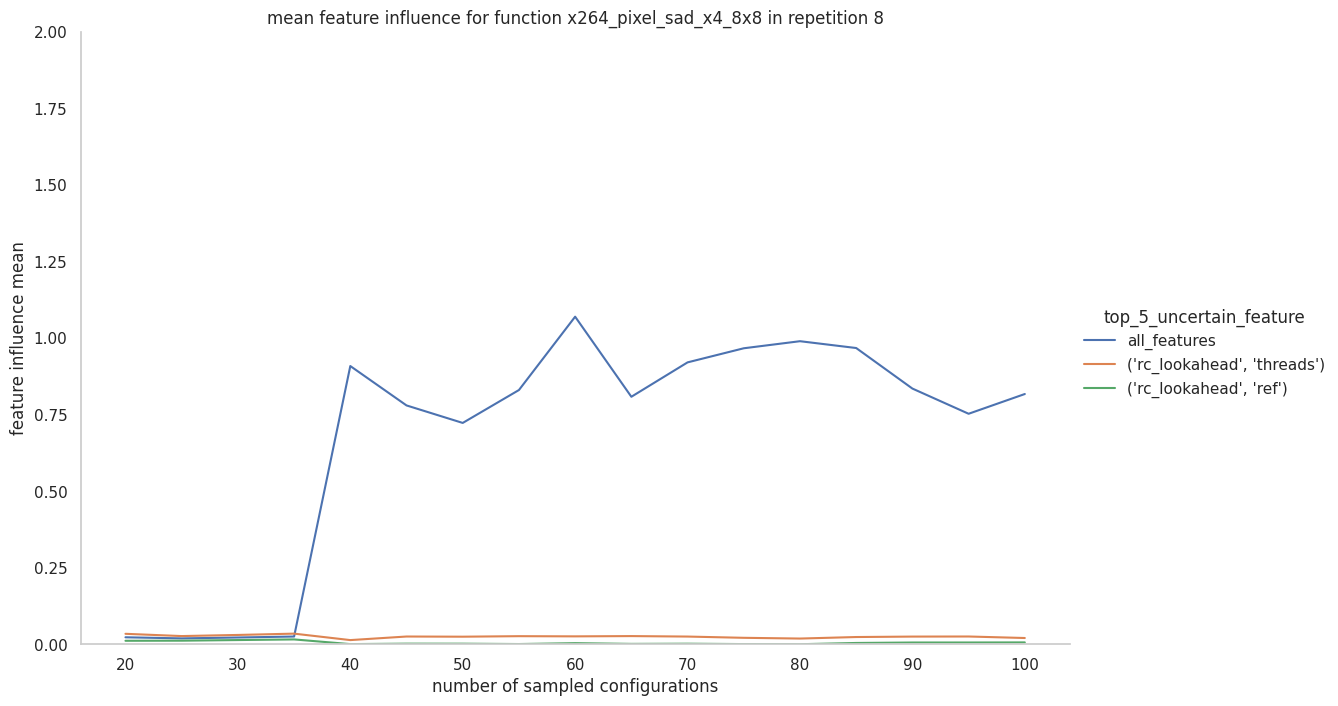 mean feature influence for function x264_pixel_sad_x4_8x8 in repetition 8
2.00
1.75
1.50
1.25
1.00
0.75
0.50
0.25
0.00
feature influence mean
20 30 40 50 60 70 80 90 100
number of sampled configurations
top_5_uncertain_feature
all_features
('rc_lookahead', 'threads')
('rc_lookahead', 'ref')